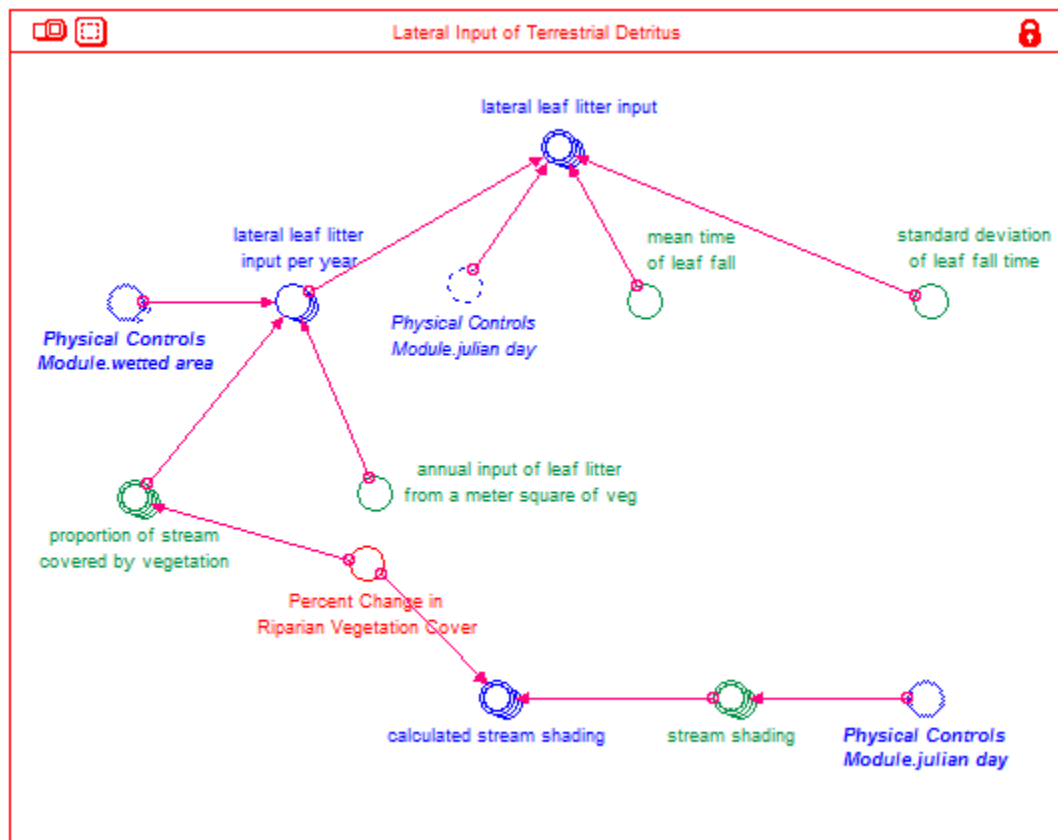 Lateral Input of Terrestrial Detritus
lateral leaf litter input
lateral leaf litter
input per year
mean time
of leaf fall
standard deviation
of leaf fall time
Physical Controls
Module.wetted area
Physical Controls
Module.julian day
annual input of leaf litter
from a meter square of veg
proportion of stream
covered by vegetation
Percent Change in
Riparian Vegetation Cover
calculated stream shading
stream shading
Physical Controls
Module.julian day